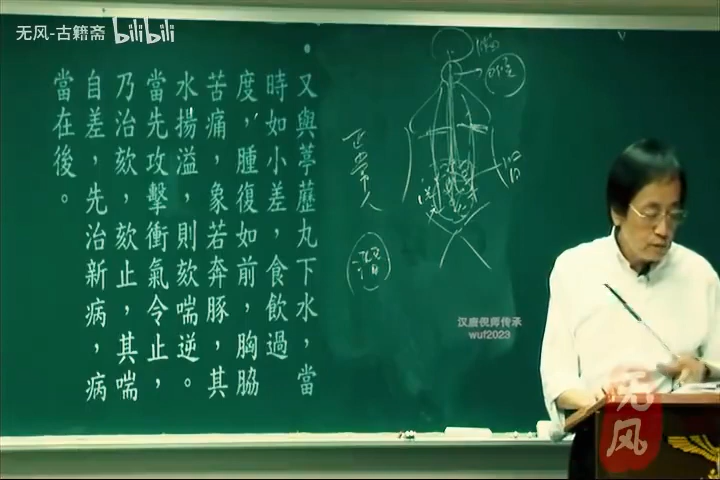 无风-古籍斋 bilibili
又與葶藶丸下水，當
時如小差，食飲過
度，腫復如前，胸脇
苦痛，象若奔豚，其
水揚溢，則欬喘逆。
當先攻擊衝氣令止，
乃治欬，欬止，其喘
自差，先治新病，病
當在後。
正常人
汉唐倪师传承
wuf2023
无风